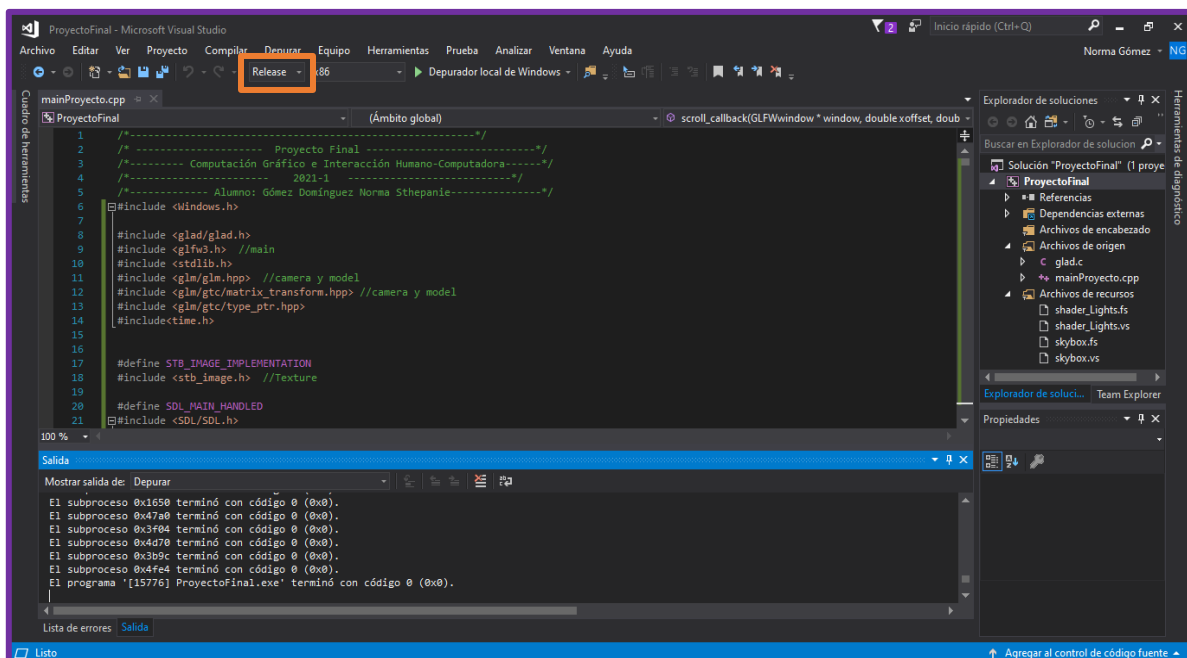 ProyectoFinal - Microsoft Visual Studio
2
Inicio rápido (Ctrl+Q)
Archivo Editar Ver Proyecto Compilar Depurar Equipo Herramientas Prueba Analizar Ventana Ayuda
Norma Gómez NG
Release x86 Depurador local de Windows
Cuadro de herramientas
mainProyecto.cpp
ProyectoFinal (Ámbito global) scroll_callback(GLFWwindow * window, double xoffset, doub
1 /*-----------------------------------------------------*/
2 /* --------------------- Proyecto Final --------------------------*/
3 /*--------- Computación Gráfico e Interacción Humano-Computadora------*/
4 /*--------------------- 2021-1 -------------------------*/
5 /*------------- Alumno: Gómez Domínguez Norma Sthepanie---------------*/
6 #include <Windows.h>
7
8 #include <glad/glad.h>
9 #include <glfw3.h> //main
10 #include <stdlib.h>
11 #include <glm/glm.hpp> //camera y model
12 #include <glm/gtc/matrix_transform.hpp> //camera y model
13 #include <glm/gtc/type_ptr.hpp>
14 #include<time.h>
15
16
17 #define STB_IMAGE_IMPLEMENTATION
18 #include <stb_image.h> //Texture
19
20 #define SDL_MAIN_HANDLED
21 #include <SDL/SDL.h>
100 %
Salida
Mostrar salida de: Depurar
El subproceso 0x1650 terminó con código 0 (0x0).
El subproceso 0x47a0 terminó con código 0 (0x0).
El subproceso 0x3f04 terminó con código 0 (0x0).
El subproceso 0x4d70 terminó con código 0 (0x0).
El subproceso 0x3b9c terminó con código 0 (0x0).
El subproceso 0x4fe4 terminó con código 0 (0x0).
El programa '[15776] ProyectoFinal.exe' terminó con código 0 (0x0).
Lista de errores Salida
Listo
Explorador de soluciones
Buscar en Explorador de solucion
Solución "ProyectoFinal" (1 proye
ProyectoFinal
Referencias
Dependencias externas
Archivos de encabezado
Archivos de origen
glad.c
mainProyecto.cpp
Archivos de recursos
shader_Lights.fs
shader_Lights.vs
skybox.fs
skybox.vs
Explorador de soluci... Team Explorer
Propiedades
Herramientas de diagnóstico
Agregar al control de código fuente